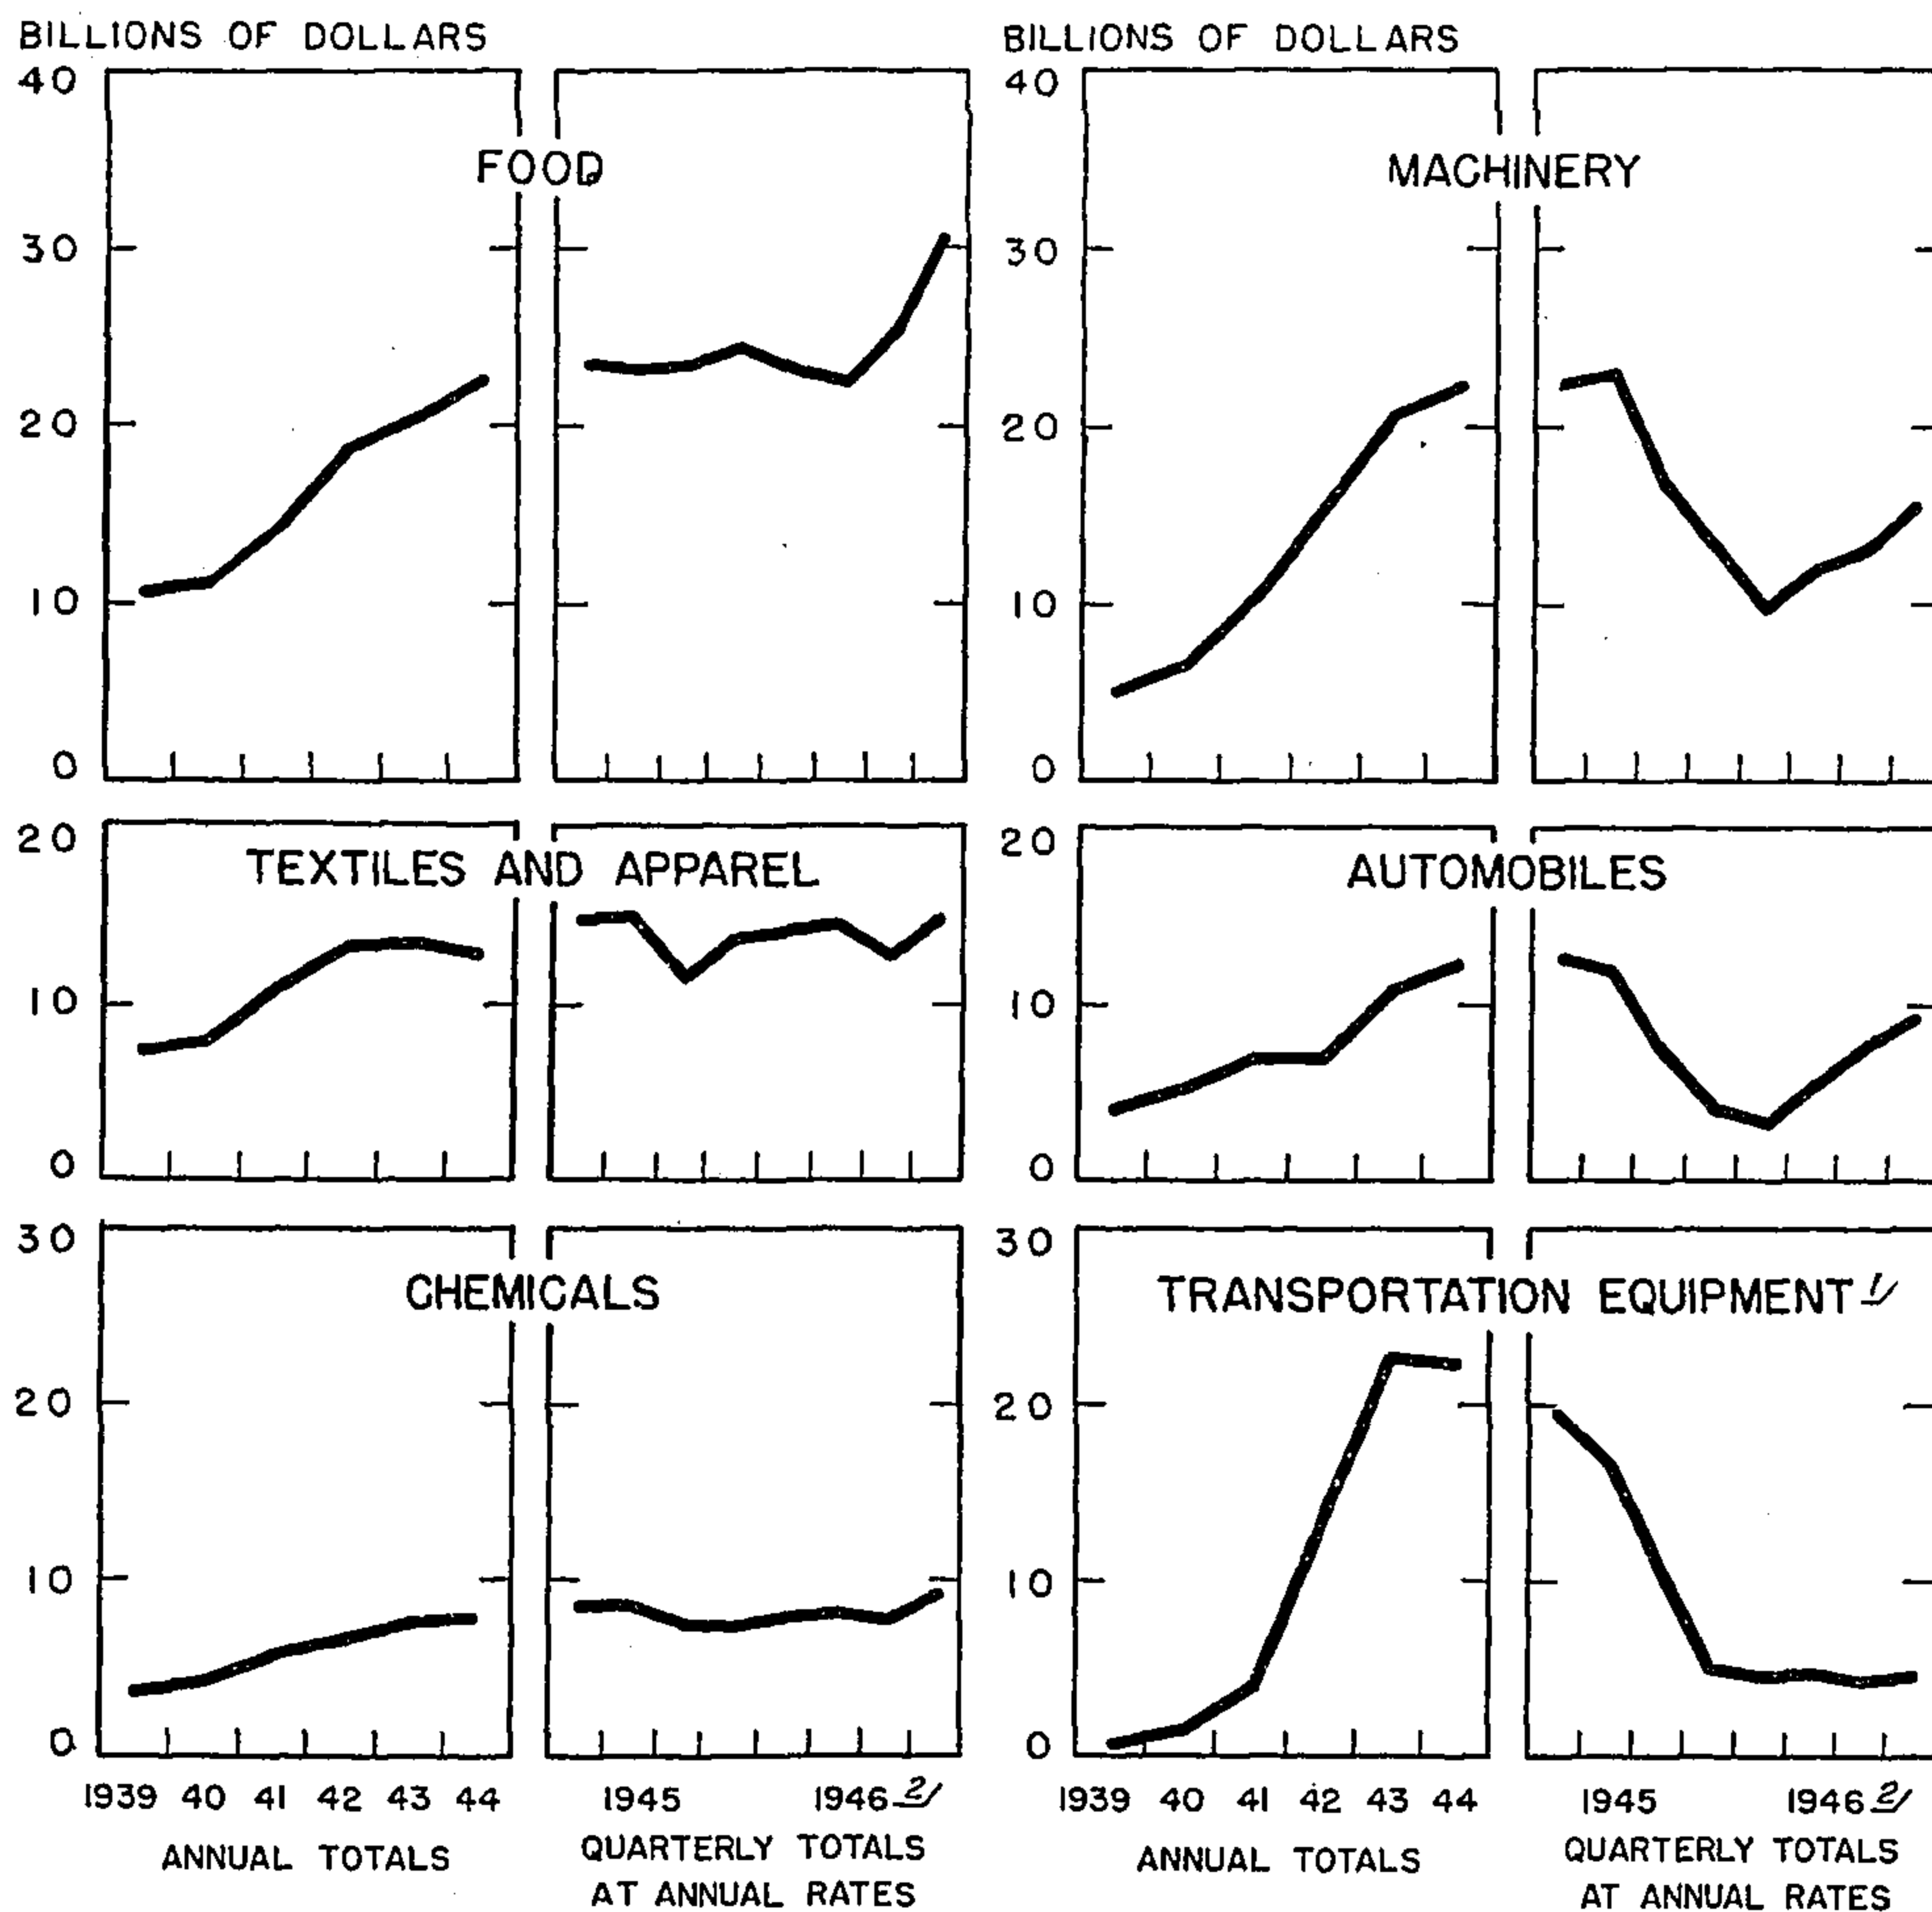 BILLIONS OF DOLLARS
40
FOOD
30
20
10
0
20
TEXTILES AND APPAREL
10
0
30
CHEMICALS
20
10
0
1939 40 41 42 43 44 1945 1946 2/
ANNUAL TOTALS
QUARTERLY TOTALS
AT ANNUAL RATES
BILLIONS OF DOLLARS
40
MACHINERY
30
20
10
0
20
AUTOMOBILES
10
0
30
TRANSPORTATION EQUIPMENT 1/
20
10
0
1939 40 41 42 43 44 1945 1946 2/
ANNUAL TOTALS
QUARTERLY TOTALS
AT ANNUAL RATES